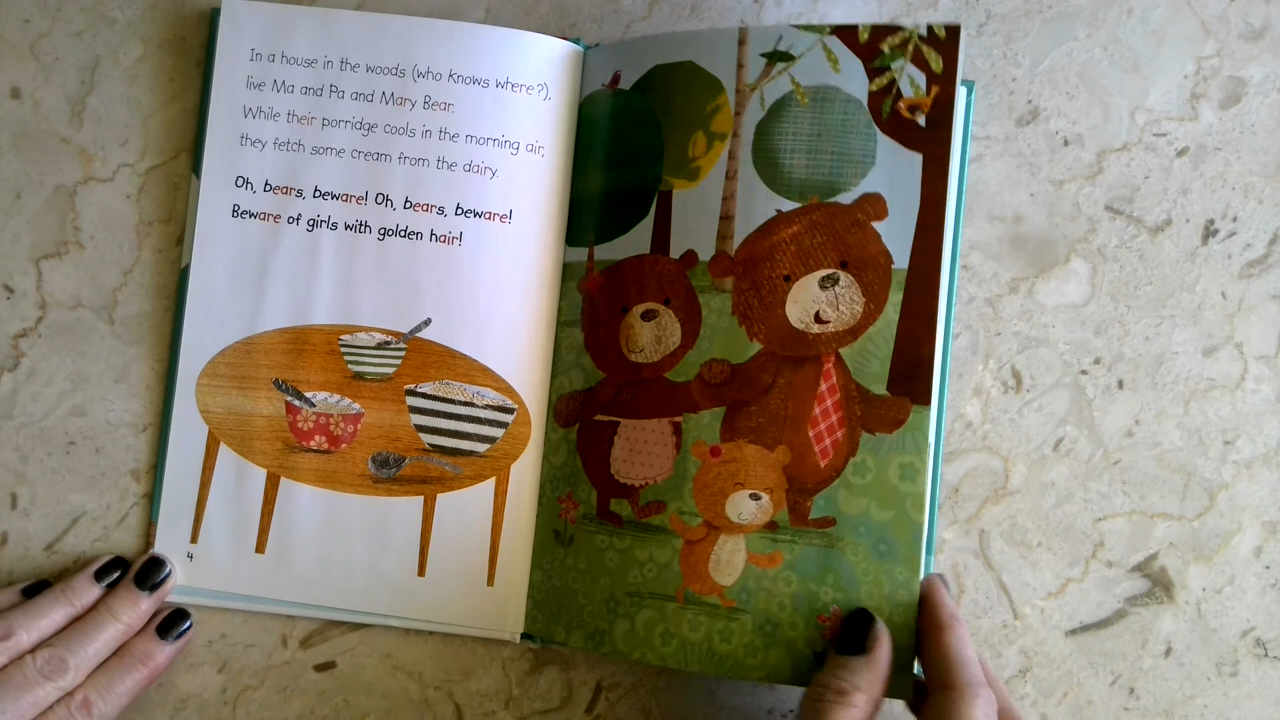 In a house in the woods (who knows where?),
live Ma and Pa and Mary Bear.
While their porridge cools in the morning air,
they fetch some cream from the dairy.
Oh, bears, beware! Oh, bears, beware!
Beware of girls with golden hair!
4